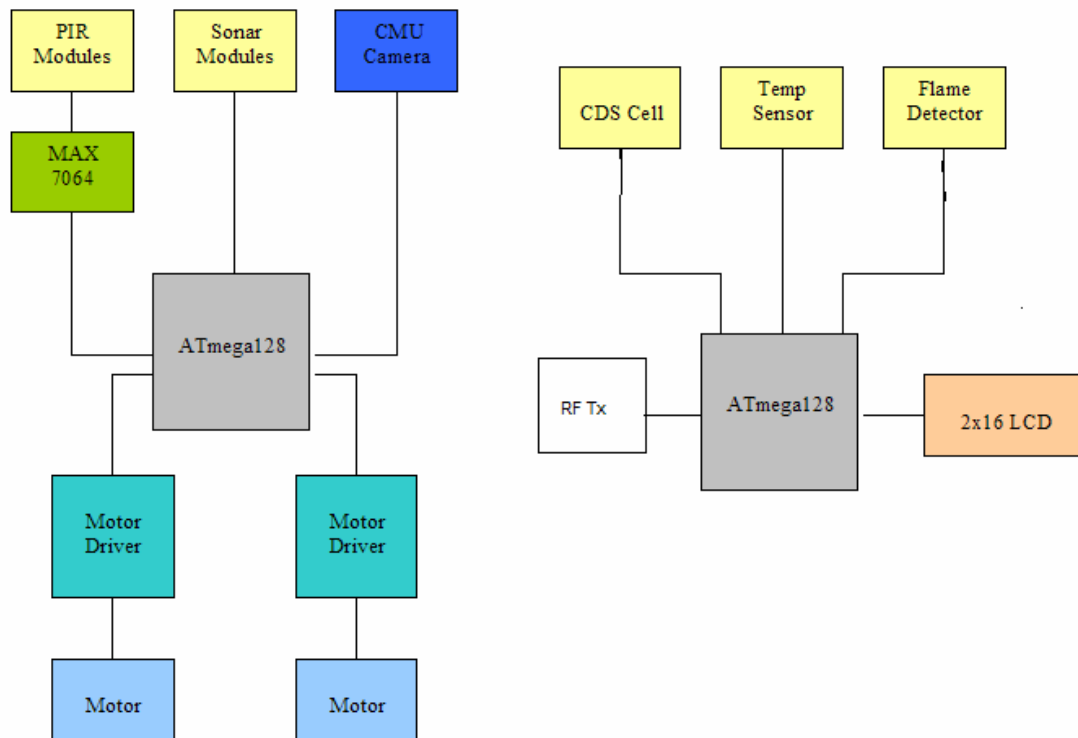 PIR
Modules
Sonar
Modules
CMU
Camera
MAX
7064
ATmega128
Motor
Driver
Motor
Driver
Motor
Motor
CDS Cell
Temp
Sensor
Flame
Detector
RF Tx
ATmega128
2x16 LCD